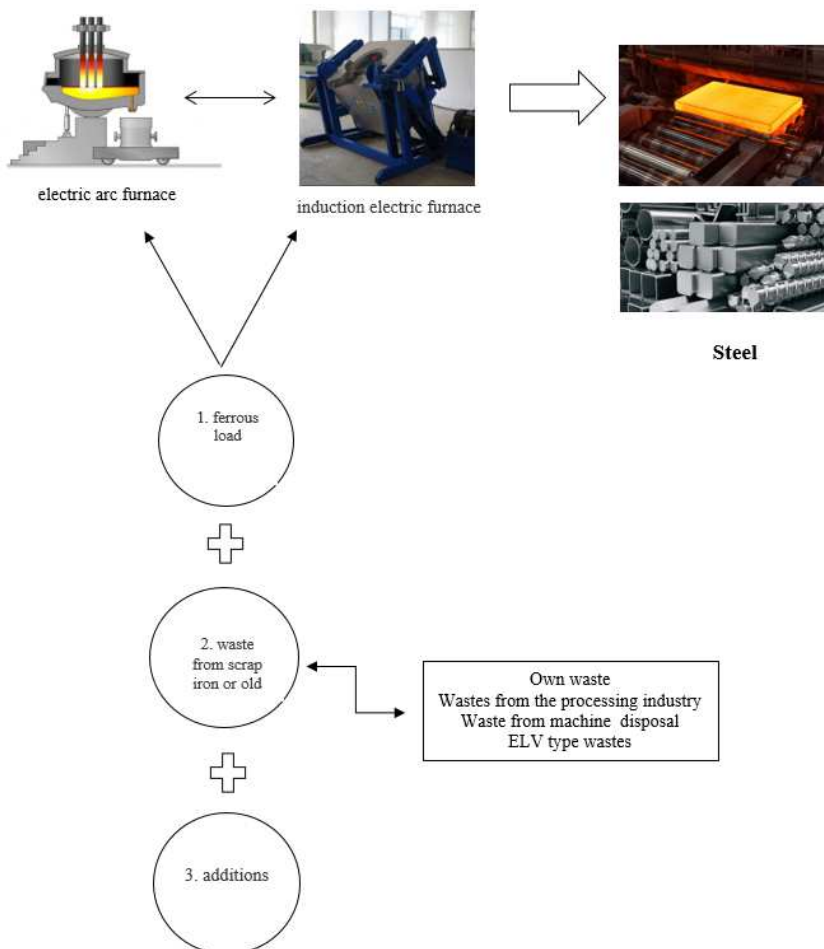 electric arc furnace
induction electric furnace
Steel
1. ferrous
load
2. waste
from scrap
iron or old
Own waste
Wastes from the processing industry
Waste from machine disposal
ELV type wastes
3. additions